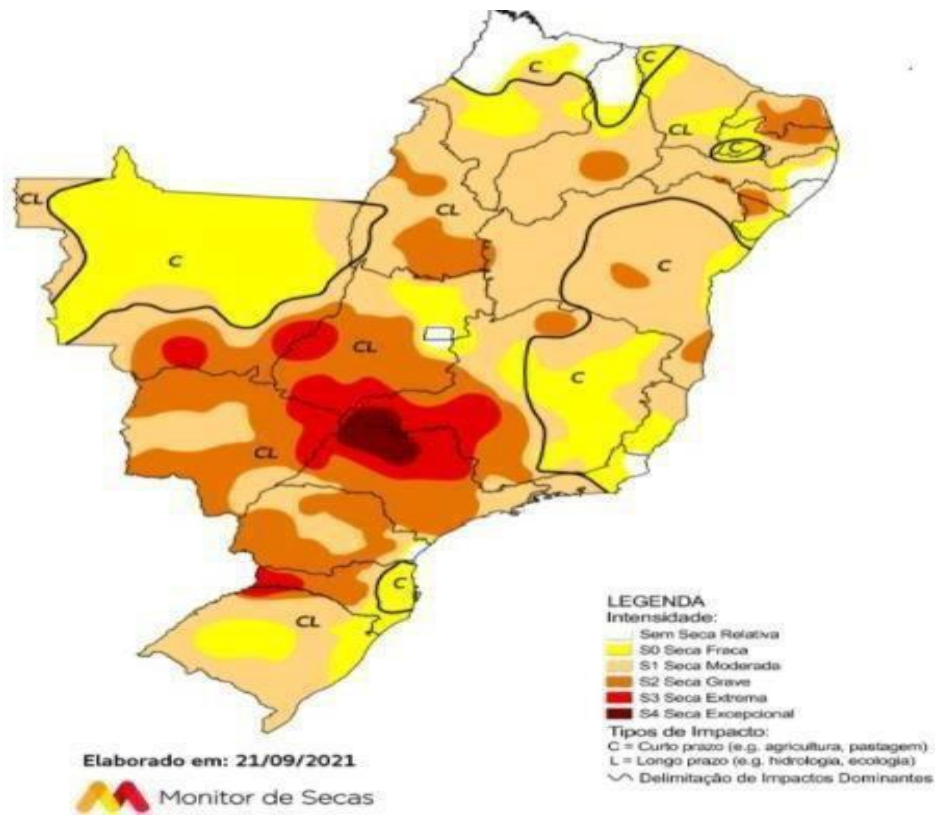 C
C
CL
C
CL
CL
C
C
CL
C
CL
C
CL
LEGENDA
Intensidade:
Sem Seca Relativa
S0 Seca Fraca
S1 Seca Moderada
S2 Seca Grave
S3 Seca Extrema
S4 Seca Excepcional
Tipos de Impacto:
C = Curto prazo (e.g. agricultura, pastagem)
L = Longo prazo (e.g. hidrologia, ecologia)
Delimitação de Impactos Dominantes
Elaborado em: 21/09/2021
Monitor de Secas